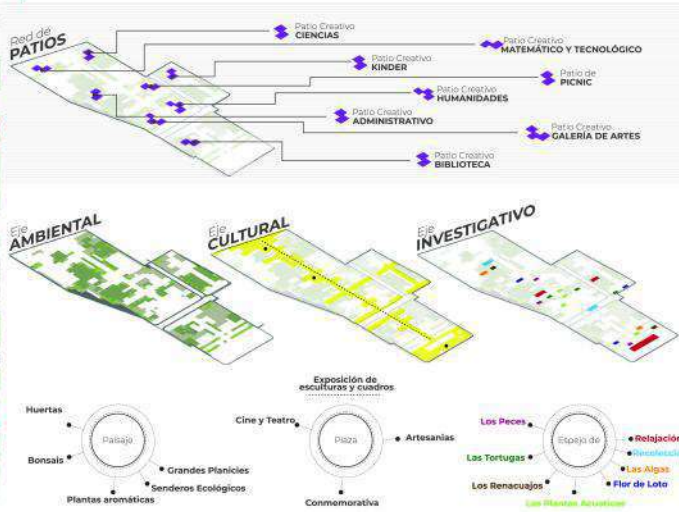 Red de
PATIOS
Patio Creativo
CIENCIAS
Patio Creativo
MATEMÁTICO Y TECNOLÓGICO
Patio Creativo
KINDER
Patio de
PICNIC
Patio Creativo
HUMANIDADES
Patio Creativo
ADMINISTRATIVO
Patio Creativo
GALERÍA DE ARTES
Patio Creativo
BIBLIOTECA
Eje
AMBIENTAL
Eje
CULTURAL
Eje
INVESTIGATIVO
Huertas
Bonsais
Paisaje
Grandes Planicies
Senderos Ecológicos
Plantas aromáticas
Exposición de
esculturas y cuadros
Cine y Teatro
Plaza
Artesanias
Conmemorativa
Los Peces
Las Tortugas
Los Renacuajos
Espejo de
Relajación
Recolección
Las Algas
Flor de Loto
Las Plantas Acuaticas